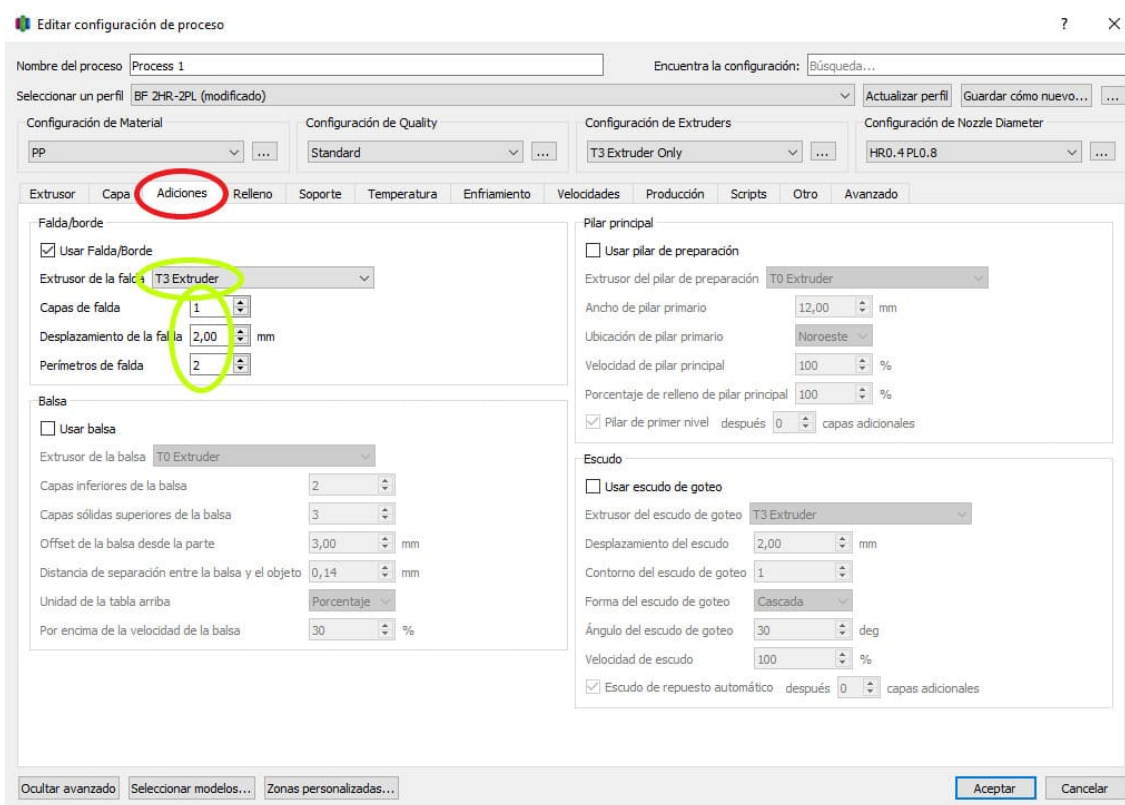 Editar configuración de proceso
?
Nombre del proceso Process 1 Encuentra la configuración: Búsqueda...
Seleccionar un perfil BF 2HR-2PL (modificado) Actualizar perfil Guardar cómo nuevo... ...
Configuración de Material Configuración de Quality Configuración de Extruders Configuración de Nozzle Diameter
PP ... Standard ... T3 Extruder Only ... HR0.4 PL0.8 ...
Extrusor Capa Adiciones Relleno Soporte Temperatura Enfriamiento Velocidades Producción Scripts Otro Avanzado
Falda/borde
Usar Falda/Borde
Extrusor de la falda T3 Extruder
Capas de falda 1
Desplazamiento de la falda 2,00 mm
Perímetros de falda 2
Balsa
Usar balsa
Extrusor de la balsa T0 Extruder
Capas inferiores de la balsa 2
Capas sólidas superiores de la balsa 3
Offset de la balsa desde la parte 3,00 mm
Distancia de separación entre la balsa y el objeto 0,14 mm
Unidad de la tabla arriba Porcentaje
Por encima de la velocidad de la balsa 30 %
Pilar principal
Usar pilar de preparación
Extrusor del pilar de preparación T0 Extruder
Ancho de pilar primario 12,00 mm
Ubicación de pilar primario Noroeste
Velocidad de pilar principal 100 %
Porcentaje de relleno de pilar principal 100 %
Pilar de primer nivel después 0 capas adicionales
Escudo
Usar escudo de goteo
Extrusor del escudo de goteo T3 Extruder
Desplazamiento del escudo 2,00 mm
Contorno del escudo de goteo 1
Forma del escudo de goteo Cascada
Ángulo del escudo de goteo 30 deg
Velocidad de escudo 100 %
Escudo de repuesto automático después 0 capas adicionales
Ocultar avanzado Seleccionar modelos... Zonas personalizadas... Aceptar Cancelar